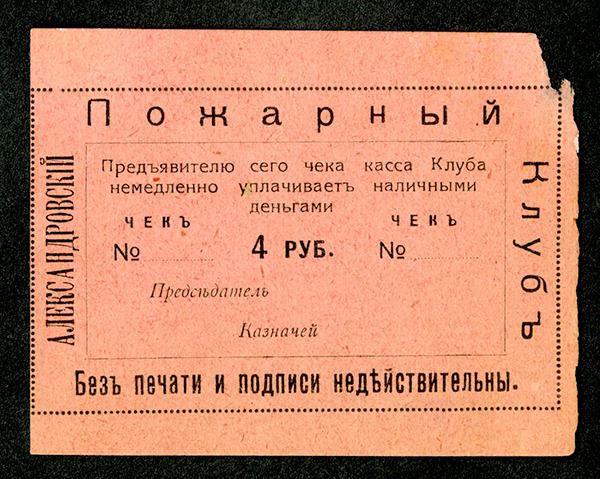 АЛЕКСАНДРОВСКІЙ
Пожарный
Клубъ
Предъявителю сего чека касса Клуба
немедленно уплачиваетъ наличными
деньгами
ЧЕКЪ ЧЕКЪ
№ 4 РУБ. №
Предсѣдатель
Казначей
Безъ печати и подписи недѣйствительны.